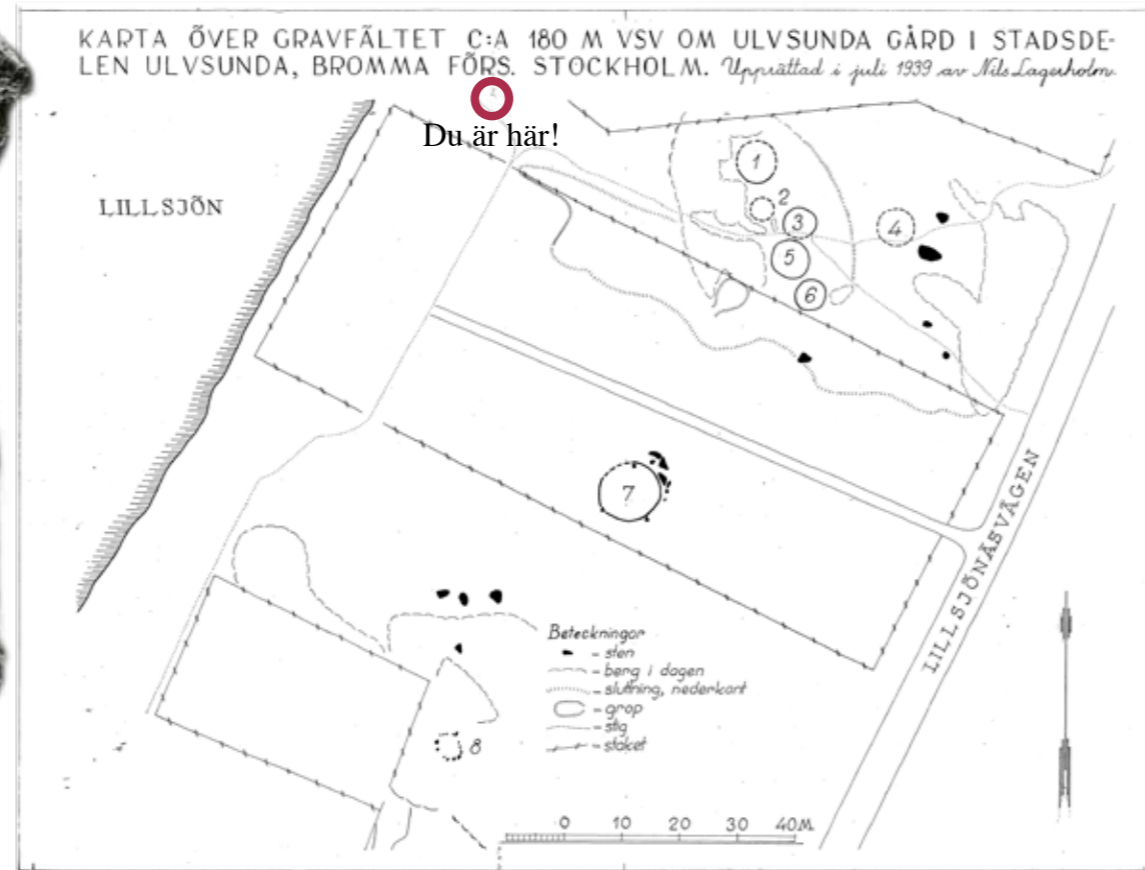 KARTA ÖVER GRAVFÄLTET C:A 180 M VSV OM ULVSUNDA GÅRD I STADSDE-
LEN ULVSUNDA, BROMMA FÖRS. STOCKHOLM. Upprättad i juli 1939 av Nils Lagerholm.
Du är här!
LILLSJÖN
1
2
3
4
5
6
7
LILLSJÖNÄSVÄGEN
Beteckningar
- sten
- berg i dagen
- sluttning, nederkant
- grop
- stig
- staket
8
0 10 20 30 40M